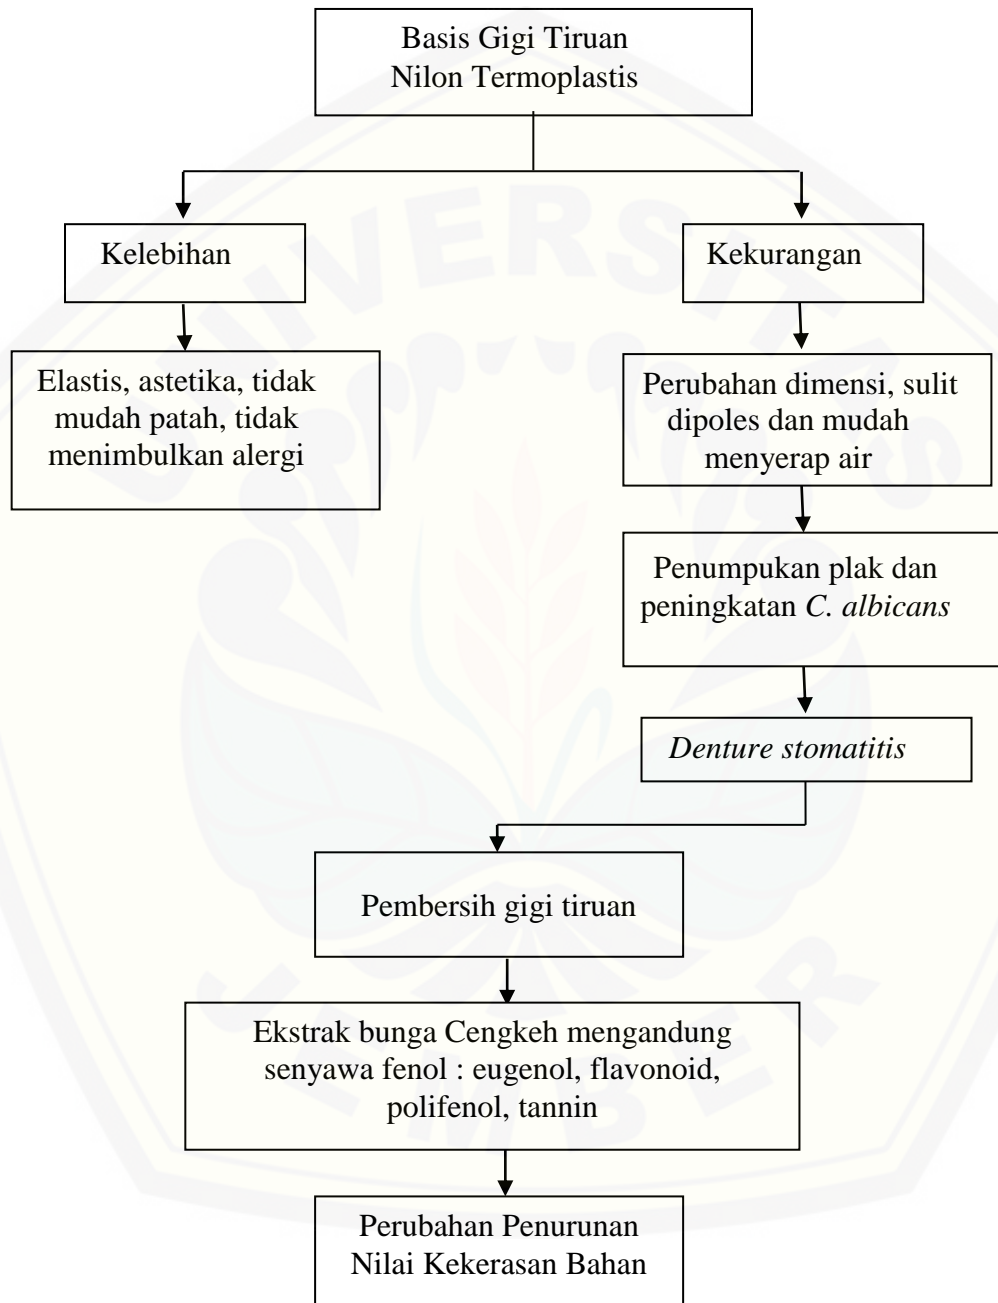 Basis Gigi Tiruan
Nilon Termoplastis
Kelebihan
Kekurangan
Elastis, astetika, tidak
mudah patah, tidak
menimbulkan alergi
Perubahan dimensi, sulit
dipoles dan mudah
menyerap air
Penumpukan plak dan
peningkatan C. albicans
Denture stomatitis
Pembersih gigi tiruan
Ekstrak bunga Cengkeh mengandung
senyawa fenol : eugenol, flavonoid,
polifenol, tannin
Perubahan Penurunan
Nilai Kekerasan Bahan
UNIVERSITAS
JEMBER